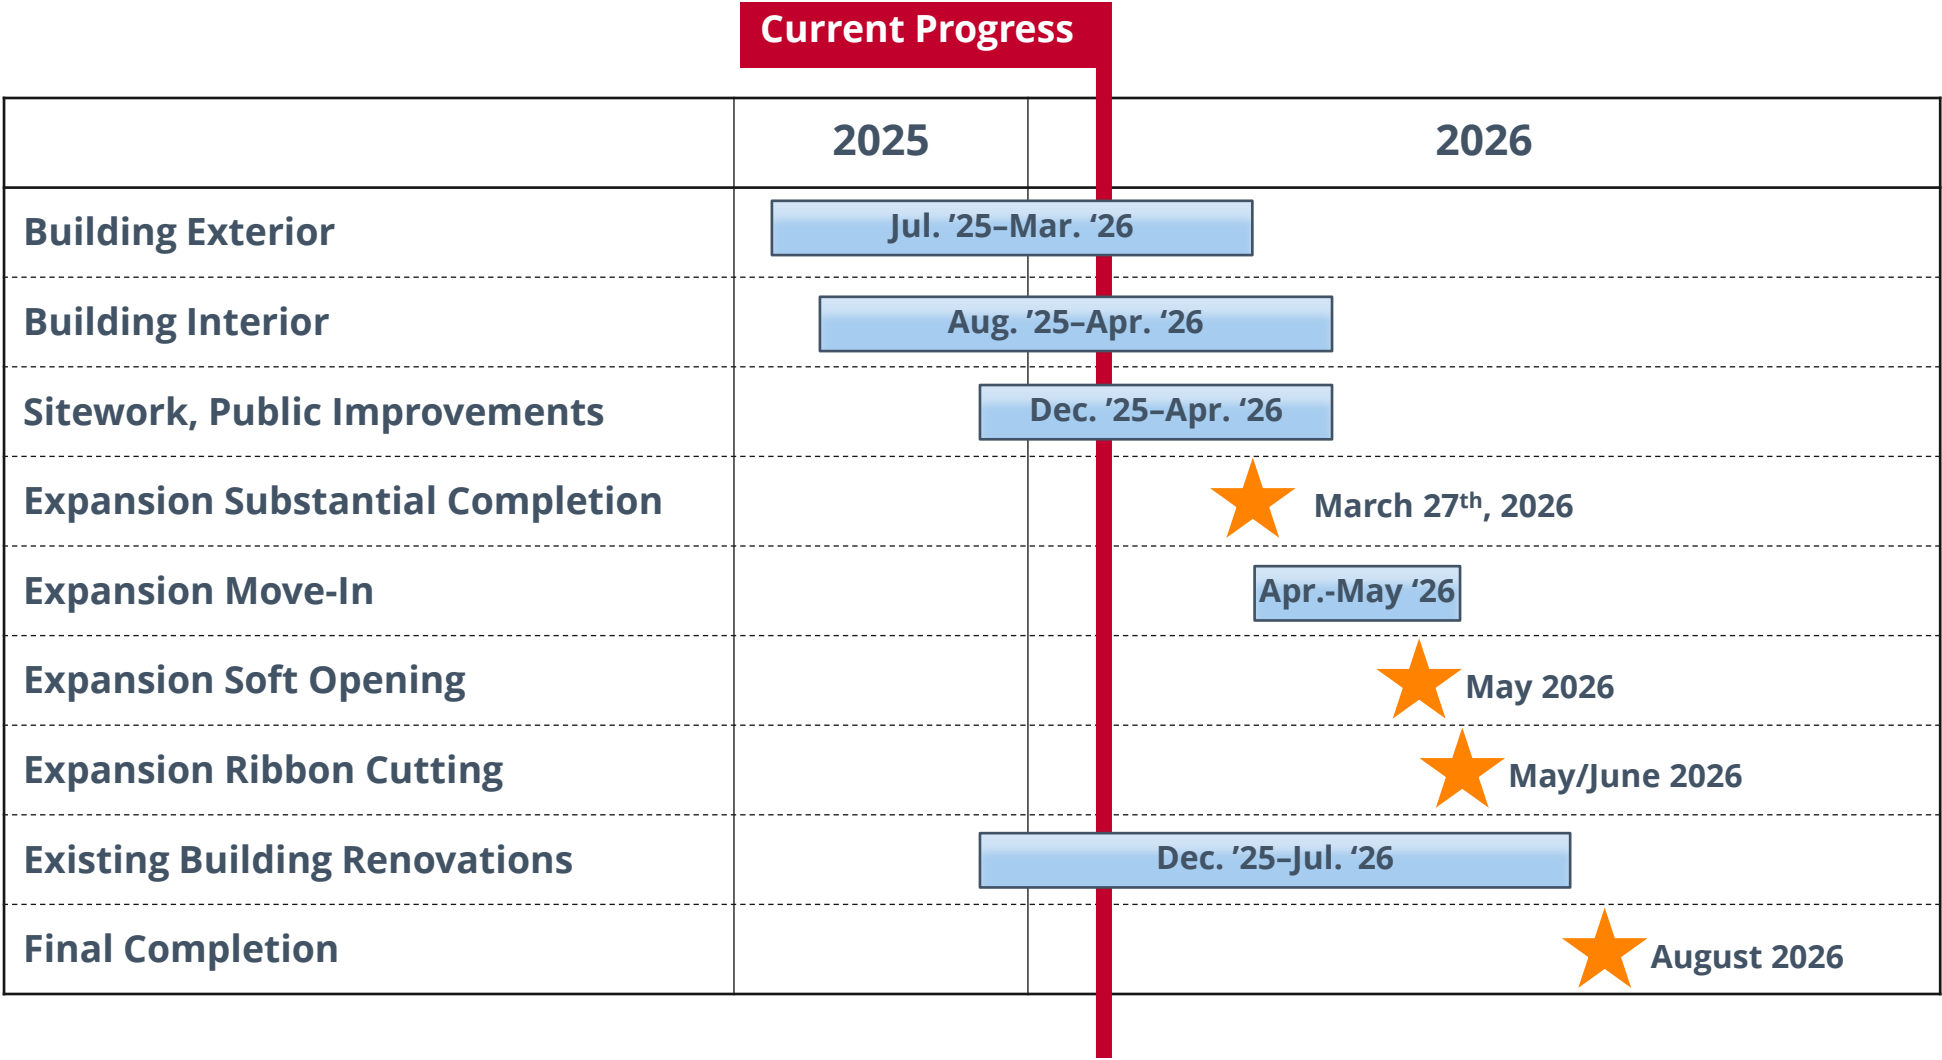 Current Progress
2025 2026
Building Exterior Jul. ’25–Mar. ‘26
Building Interior Aug. ’25–Apr. ‘26
Sitework, Public Improvements Dec. ’25–Apr. ‘26
Expansion Substantial Completion March 27th, 2026
Expansion Move-In Apr.-May ‘26
Expansion Soft Opening May 2026
Expansion Ribbon Cutting May/June 2026
Existing Building Renovations Dec. ’25–Jul. ‘26
Final Completion August 2026